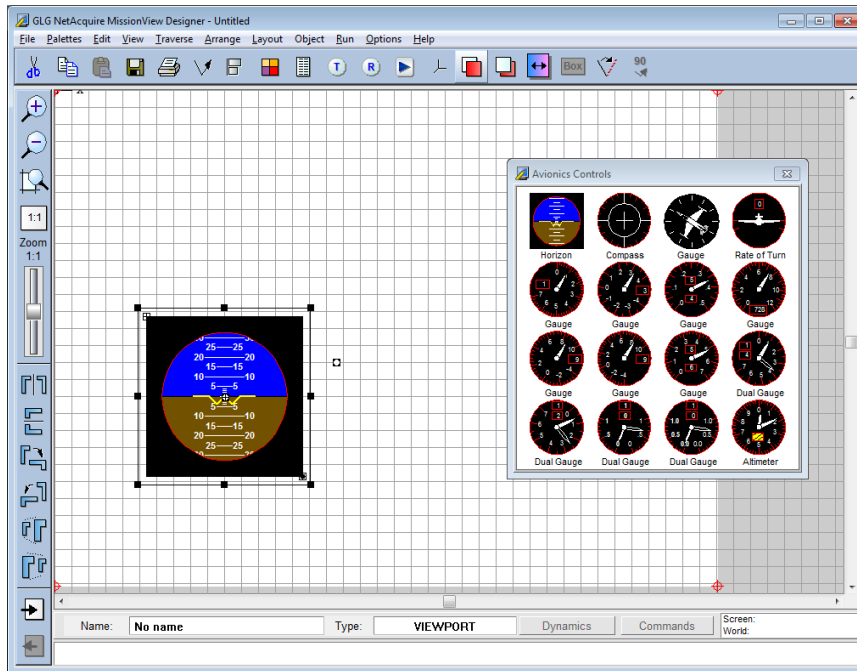 GLG NetAcquire MissionView Designer - Untitled
File Palettes Edit View Traverse Arrange Layout Object Run Options Help
T R Box 90
1:1
Zoom
1:1
Avionics Controls
Horizon Compass Gauge Rate of Turn
Gauge Gauge Gauge Gauge
Gauge Gauge Gauge Dual Gauge
Dual Gauge Dual Gauge Dual Gauge Altimeter
25 25
20 20
15 15
10 10
5 5
5 5
10 10
15 15
20 20
25 25
30 30
Name: No name Type: VIEWPORT Dynamics Commands Screen:
World: